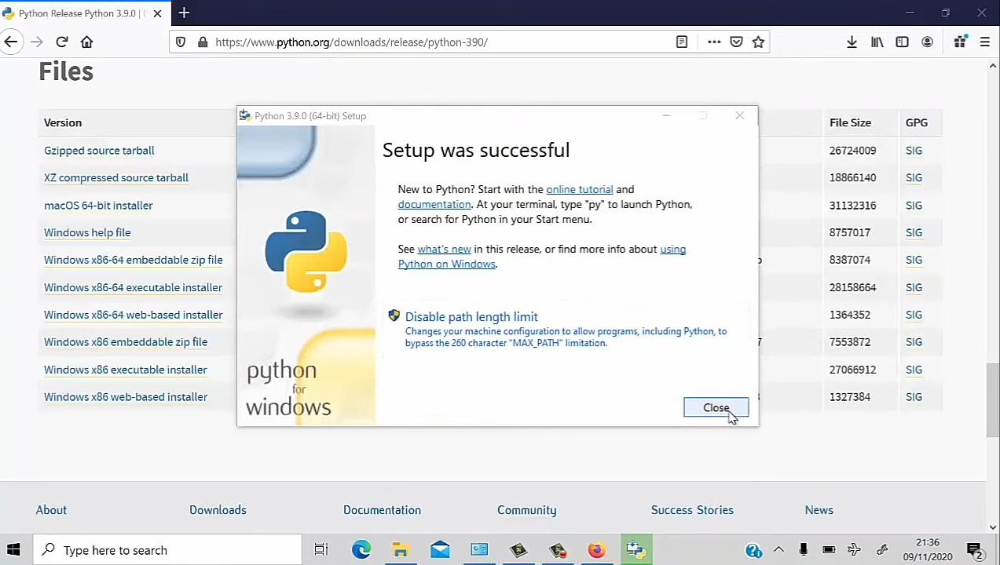 Python Release Python 3.9.0 |
https://www.python.org/downloads/release/python-390/
Files
Version
File Size
GPG
Gzipped source tarball
26724009
SIG
XZ compressed source tarball
18866140
SIG
macOS 64-bit installer
31132316
SIG
Windows help file
8757017
SIG
Windows x86-64 embeddable zip file
8387074
SIG
Windows x86-64 executable installer
28158664
SIG
Windows x86-64 web-based installer
1364352
SIG
Windows x86 embeddable zip file
7553872
SIG
Windows x86 executable installer
27066912
SIG
Windows x86 web-based installer
1327384
SIG
Python 3.9.0 (64-bit) Setup
Setup was successful
New to Python? Start with the online tutorial and
documentation. At your terminal, type "py" to launch Python,
or search for Python in your Start menu.
See what's new in this release, or find more info about using
Python on Windows.
Disable path length limit
Changes your machine configuration to allow programs, including Python, to
bypass the 260 character "MAX_PATH" limitation.
python
for
windows
Close
About
Downloads
Documentation
Community
Success Stories
News
Type here to search
21:36
09/11/2020
2